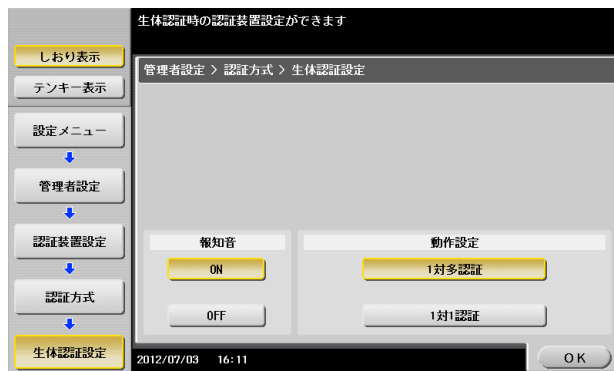 生体認証時の認証装置設定ができます
しおり表示
テンキー表示
設定メニュー
管理者設定
認証装置設定
認証方式
生体認証設定
管理者設定 > 認証方式 > 生体認証設定
報知音
ON
OFF
動作設定
1対多認証
1対1認証
2012/07/03 16:11
OK